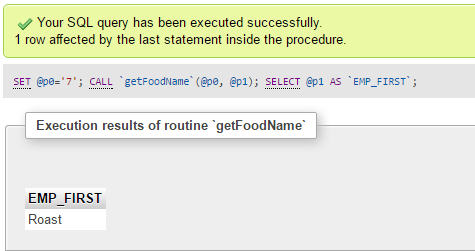 Your SQL query has been executed successfully.
1 row affected by the last statement inside the procedure.
SET @p0='7'; CALL `getFoodName`(@p0, @p1); SELECT @p1 AS `EMP_FIRST`;
Execution results of routine `getFoodName`
EMP_FIRST
Roast